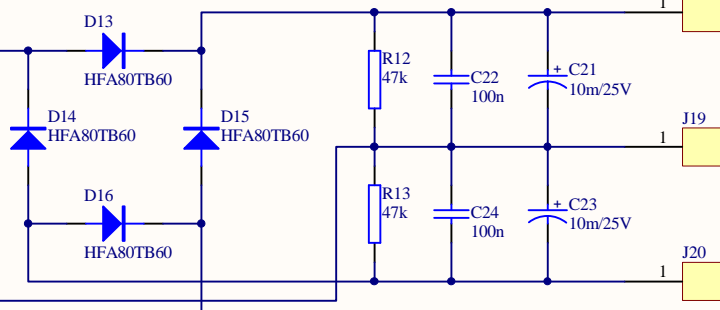 1
D13
HFA80TB60
R12
47k
C22
100n
+
C21
10m/25V
D14
HFA80TB60
D15
HFA80TB60
J19
1
D16
HFA80TB60
R13
47k
C24
100n
+
C23
10m/25V
J20
1